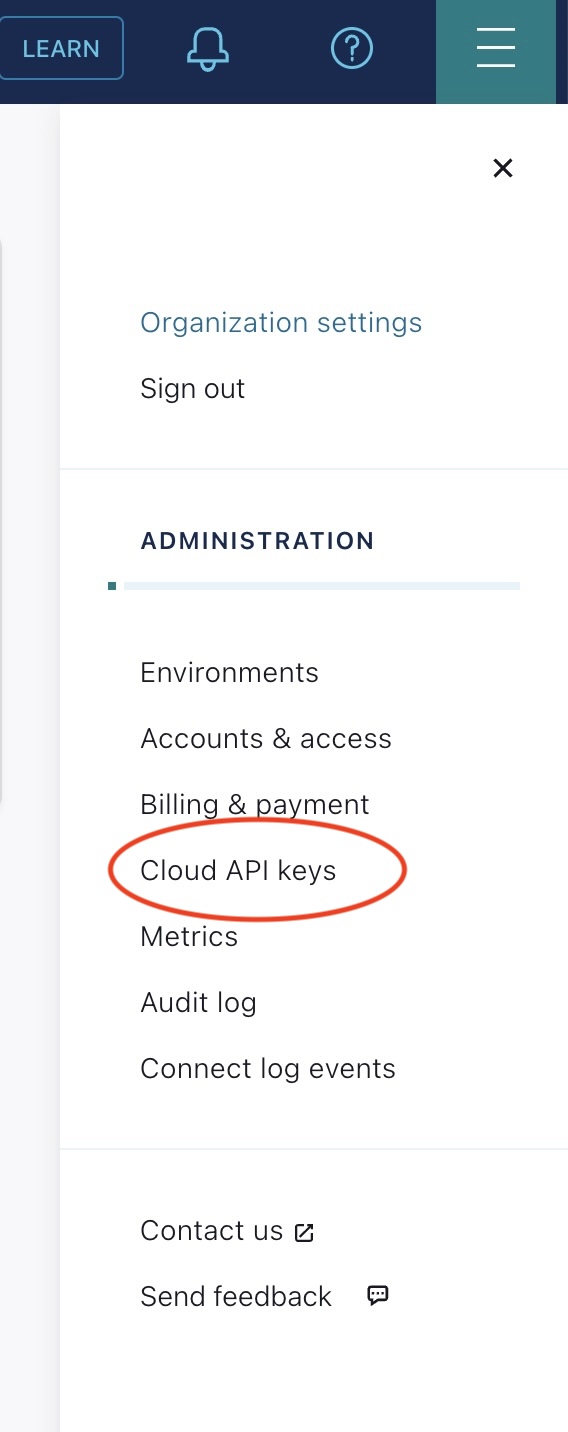 LEARN
Organization settings
Sign out
ADMINISTRATION
Environments
Accounts & access
Billing & payment
Cloud API keys
Metrics
Audit log
Connect log events
Contact us
Send feedback